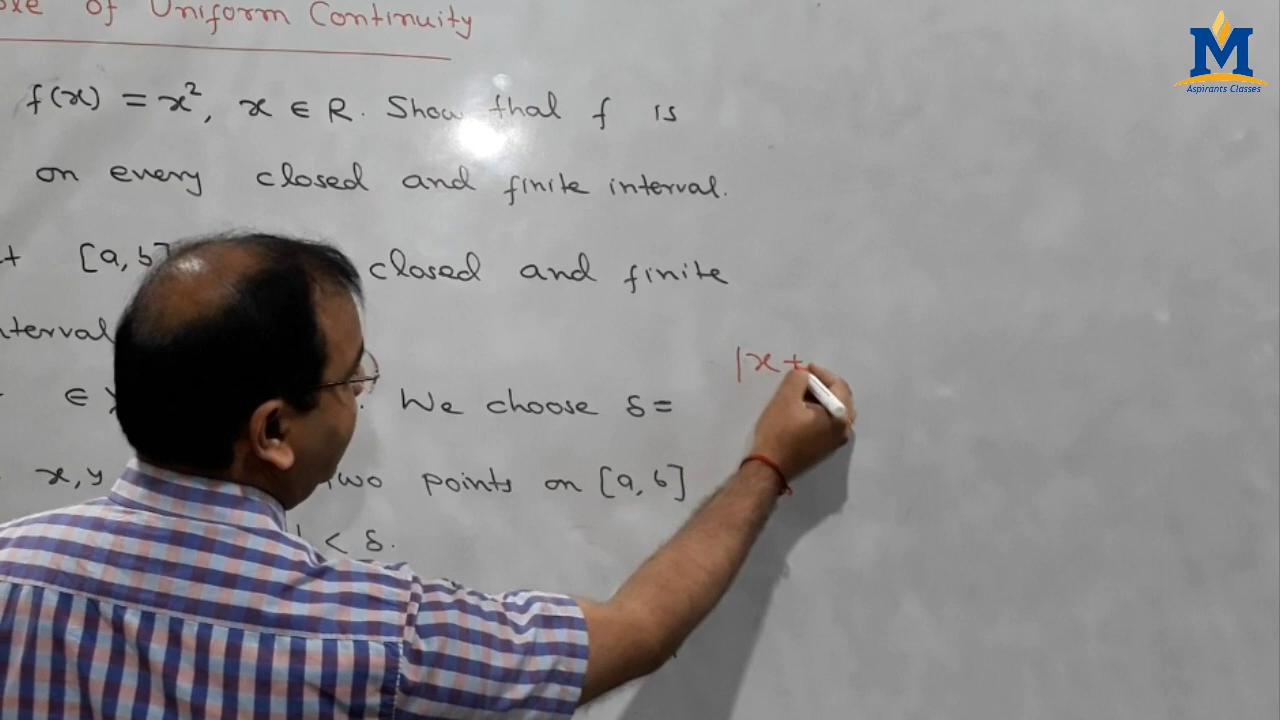 of Uniform Continuity
f(x) = x², x ∈ R. Show that f is
on every closed and finite interval.
[a, b] closed and finite
∈ We choose δ =
|x +
x, y two points on [a, b]
< δ.
M
Aspirants Classes